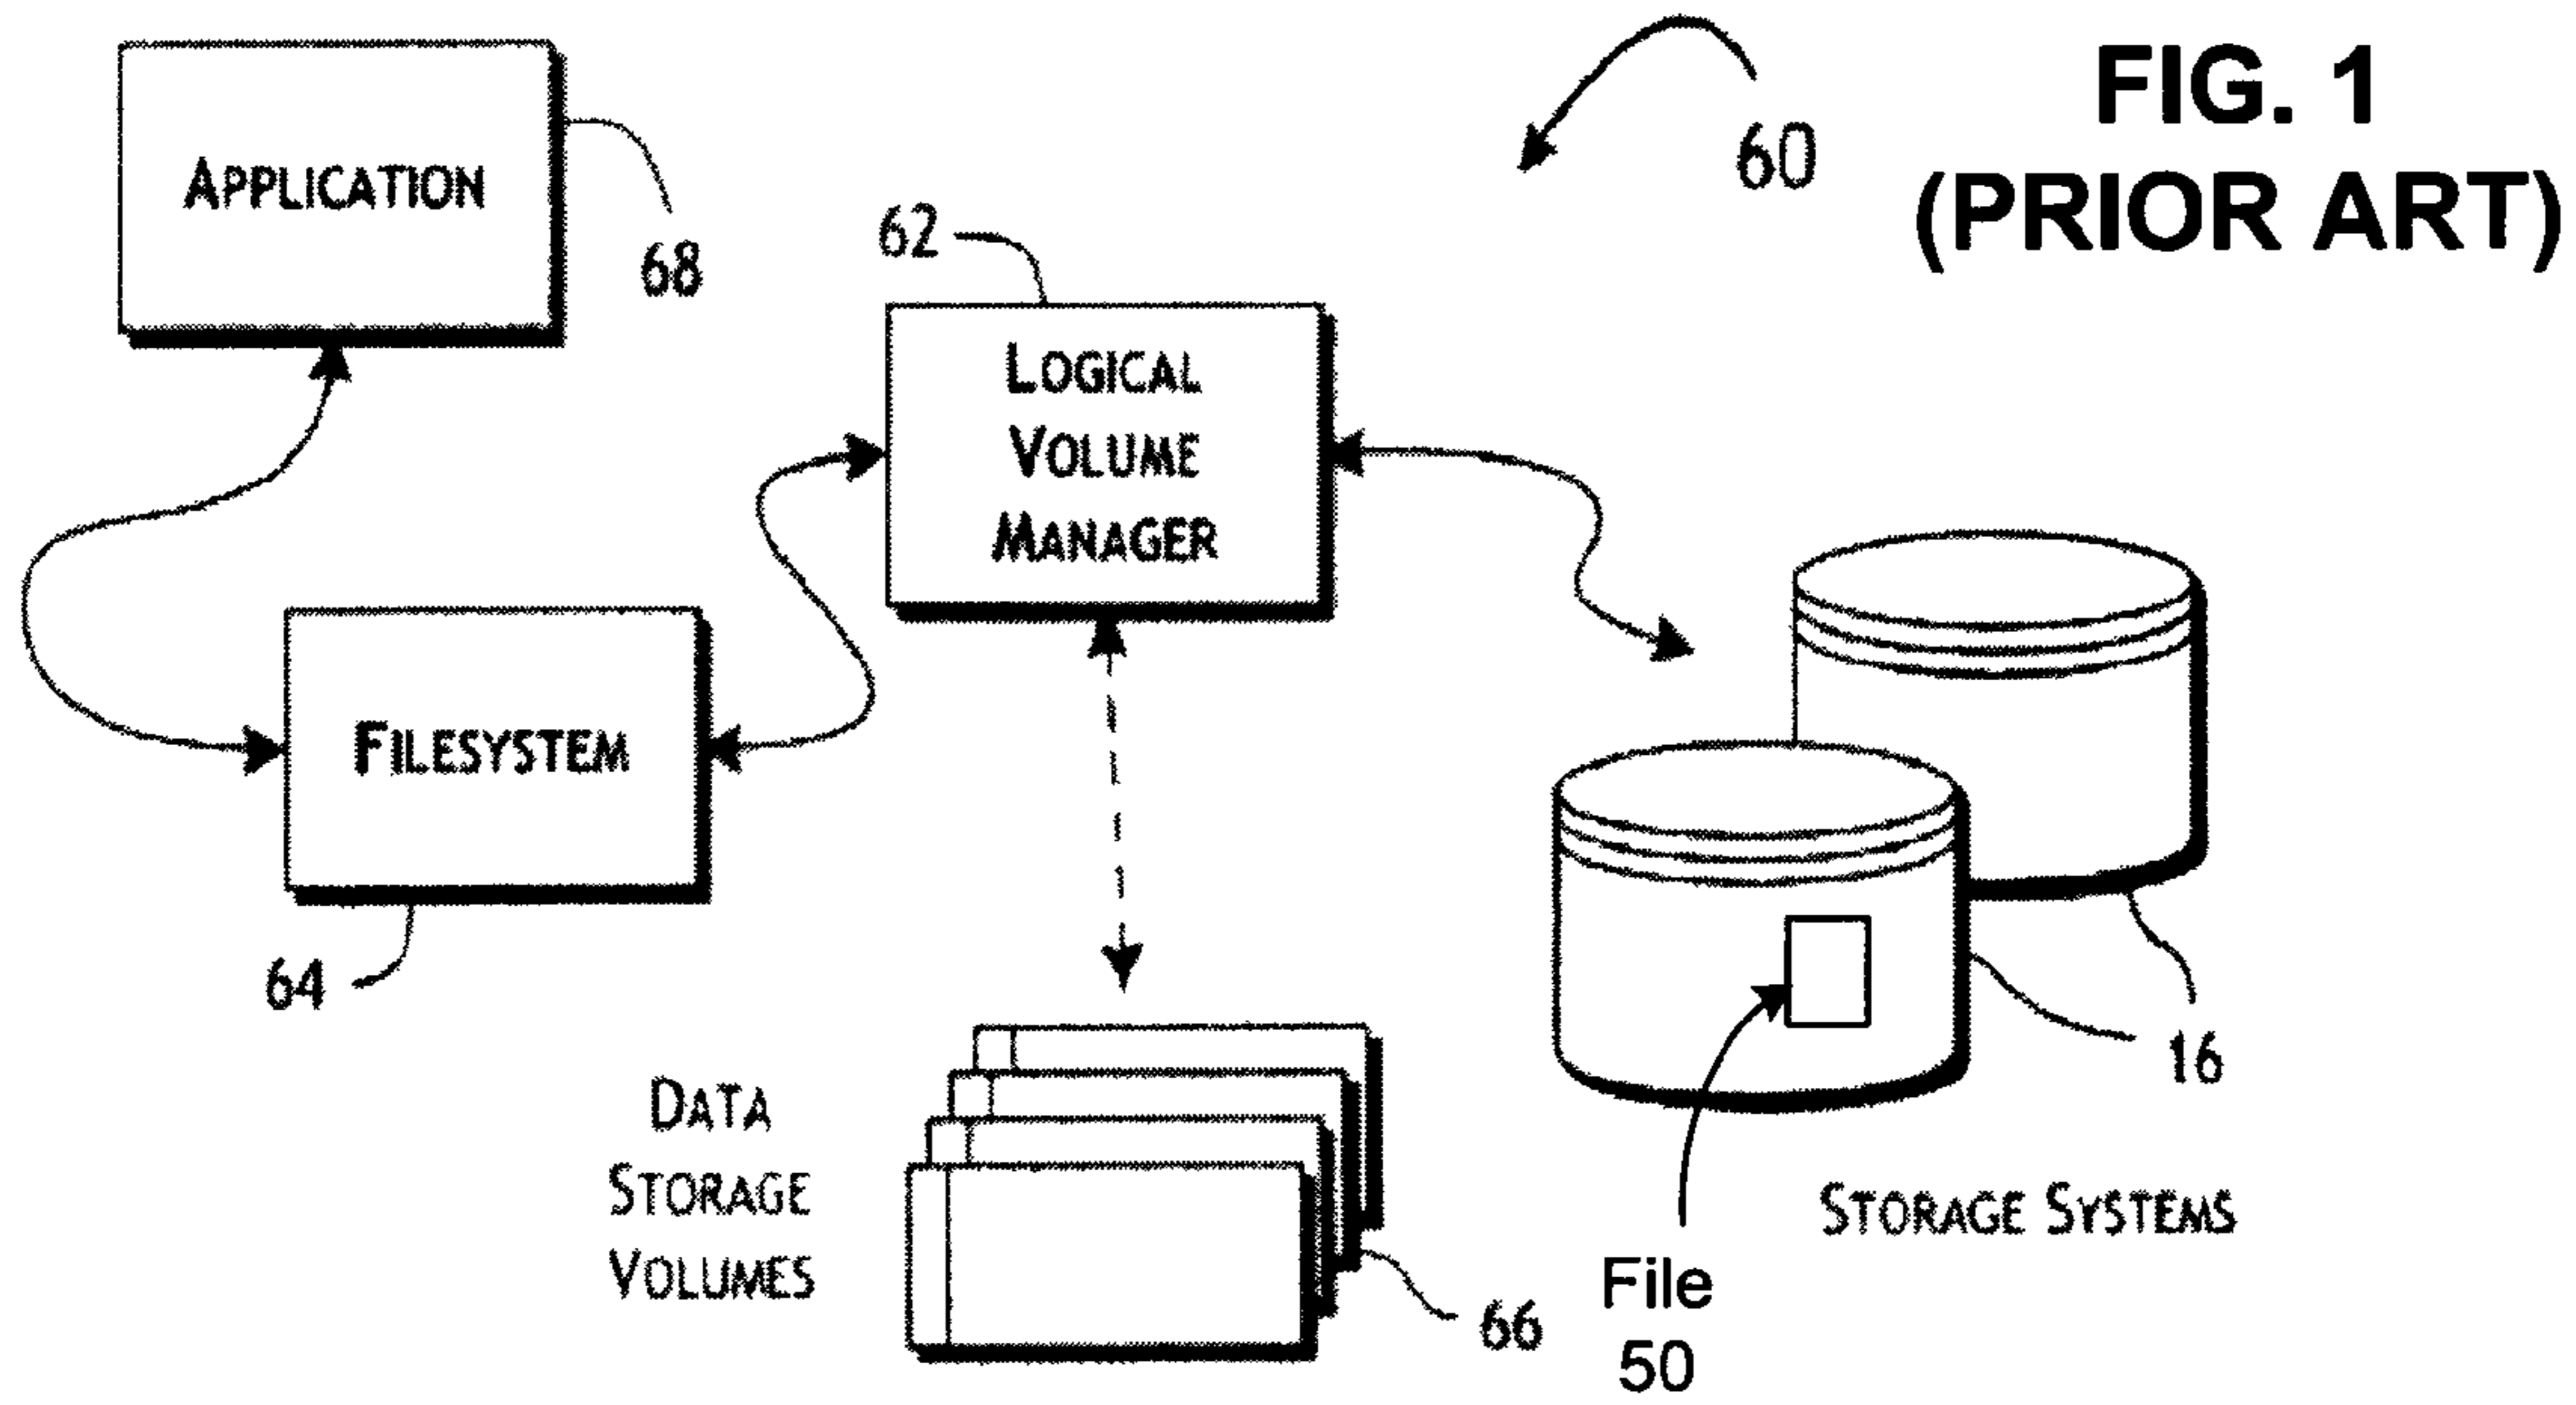 FIG. 1
(PRIOR ART)
60
APPLICATION
68
62
LOGICAL
VOLUME
MANAGER
FILESYSTEM
64
DATA
STORAGE
VOLUMES
66
16
STORAGE SYSTEMS
File
50